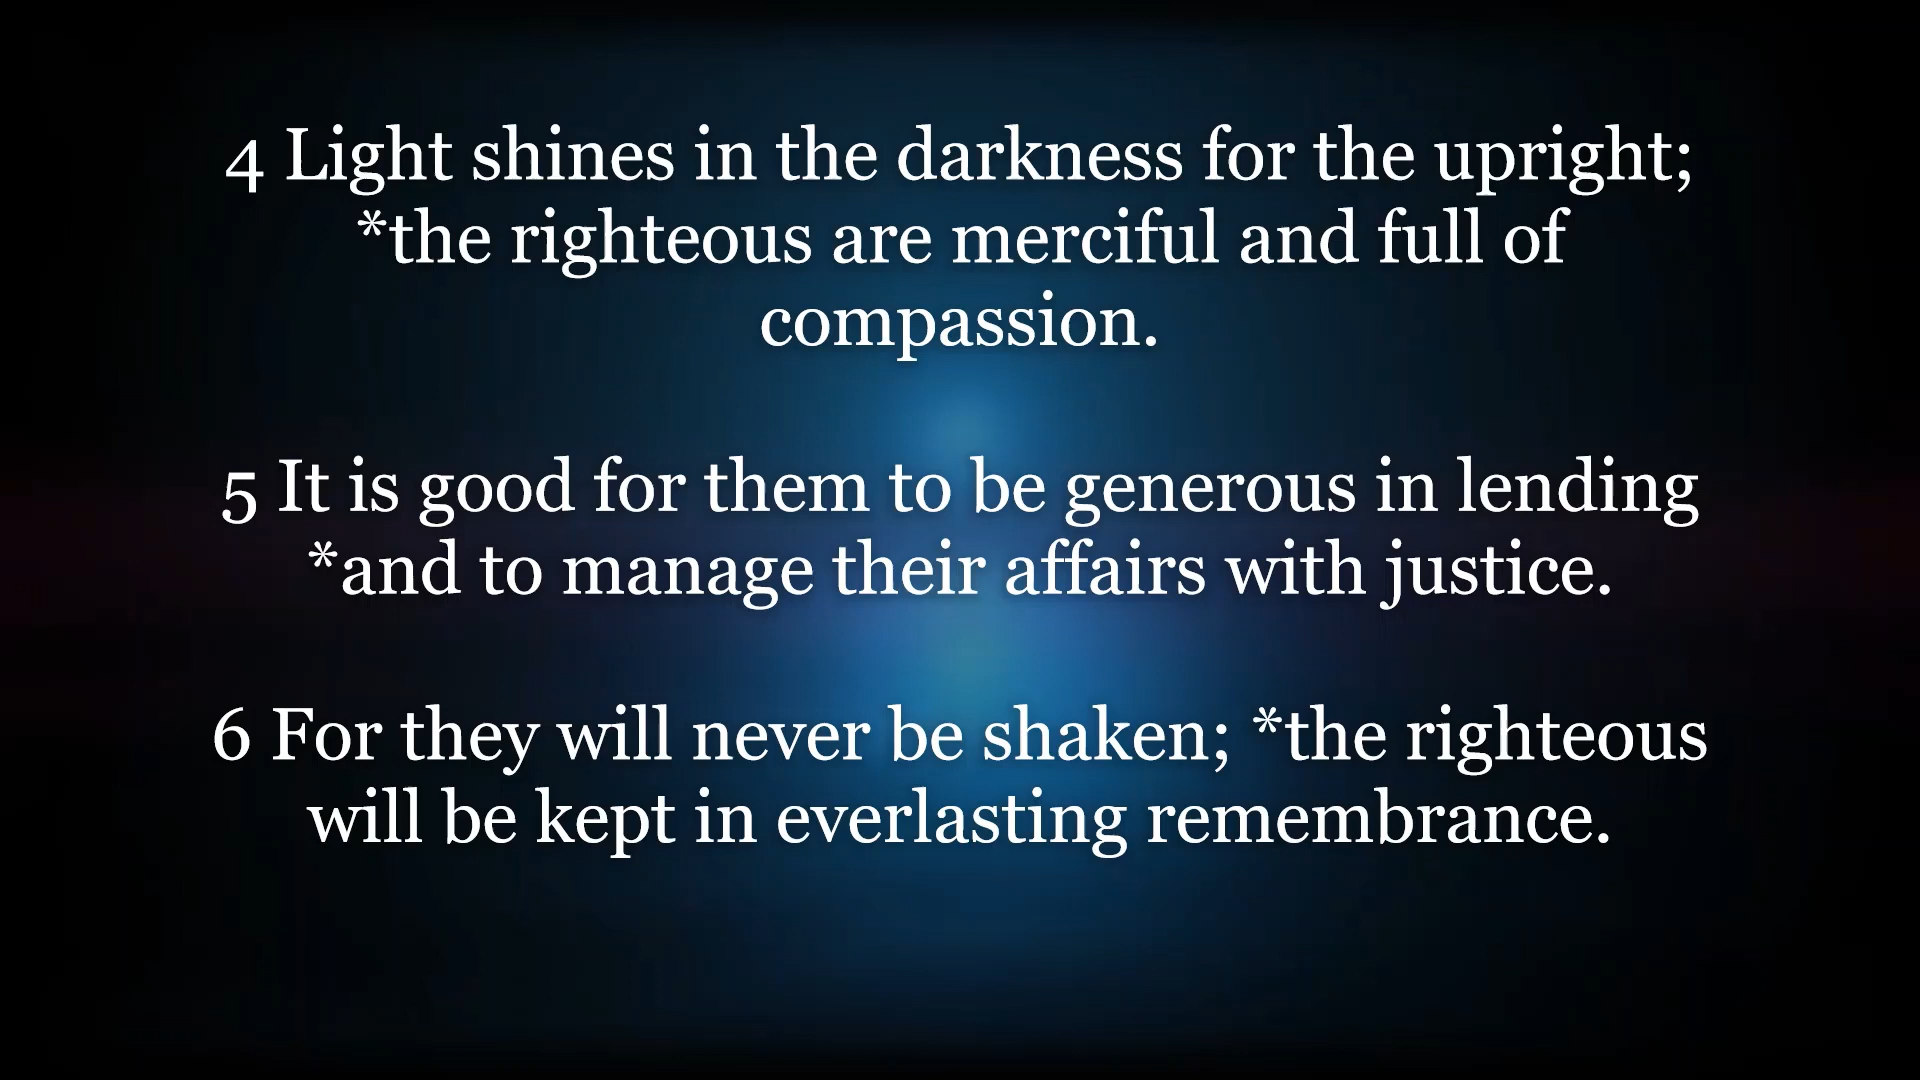 4 Light shines in the darkness for the upright;
*the righteous are merciful and full of
compassion.
5 It is good for them to be generous in lending
*and to manage their affairs with justice.
6 For they will never be shaken; *the righteous
will be kept in everlasting remembrance.